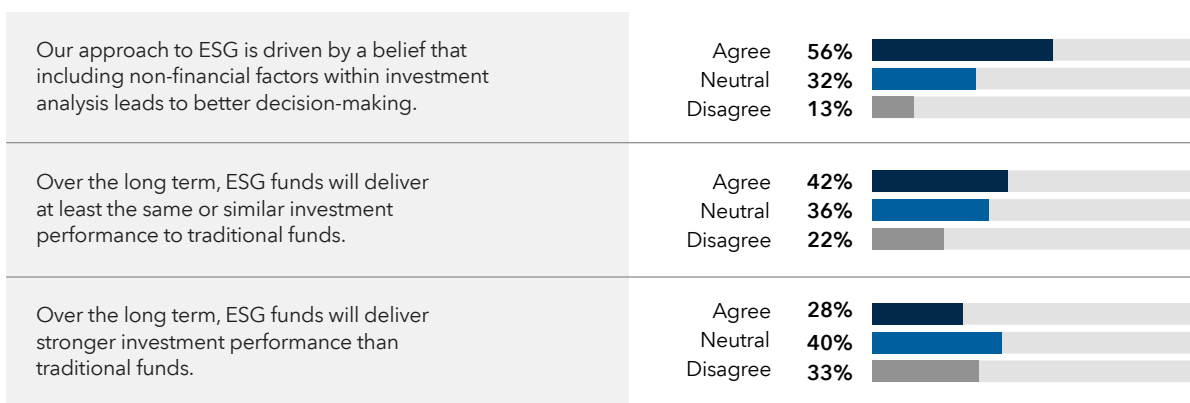 Our approach to ESG is driven by a belief that
including non-financial factors within investment
analysis leads to better decision-making.
Agree 56%
Neutral 32%
Disagree 13%
Over the long term, ESG funds will deliver
at least the same or similar investment
performance to traditional funds.
Agree 42%
Neutral 36%
Disagree 22%
Over the long term, ESG funds will deliver
stronger investment performance than
traditional funds.
Agree 28%
Neutral 40%
Disagree 33%